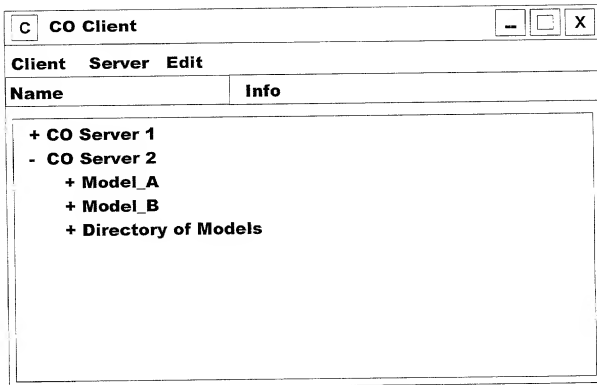 C CO Client -- X
Client Server Edit
Name Info
+ CO Server 1
- CO Server 2
+ Model_A
+ Model_B
+ Directory of Models